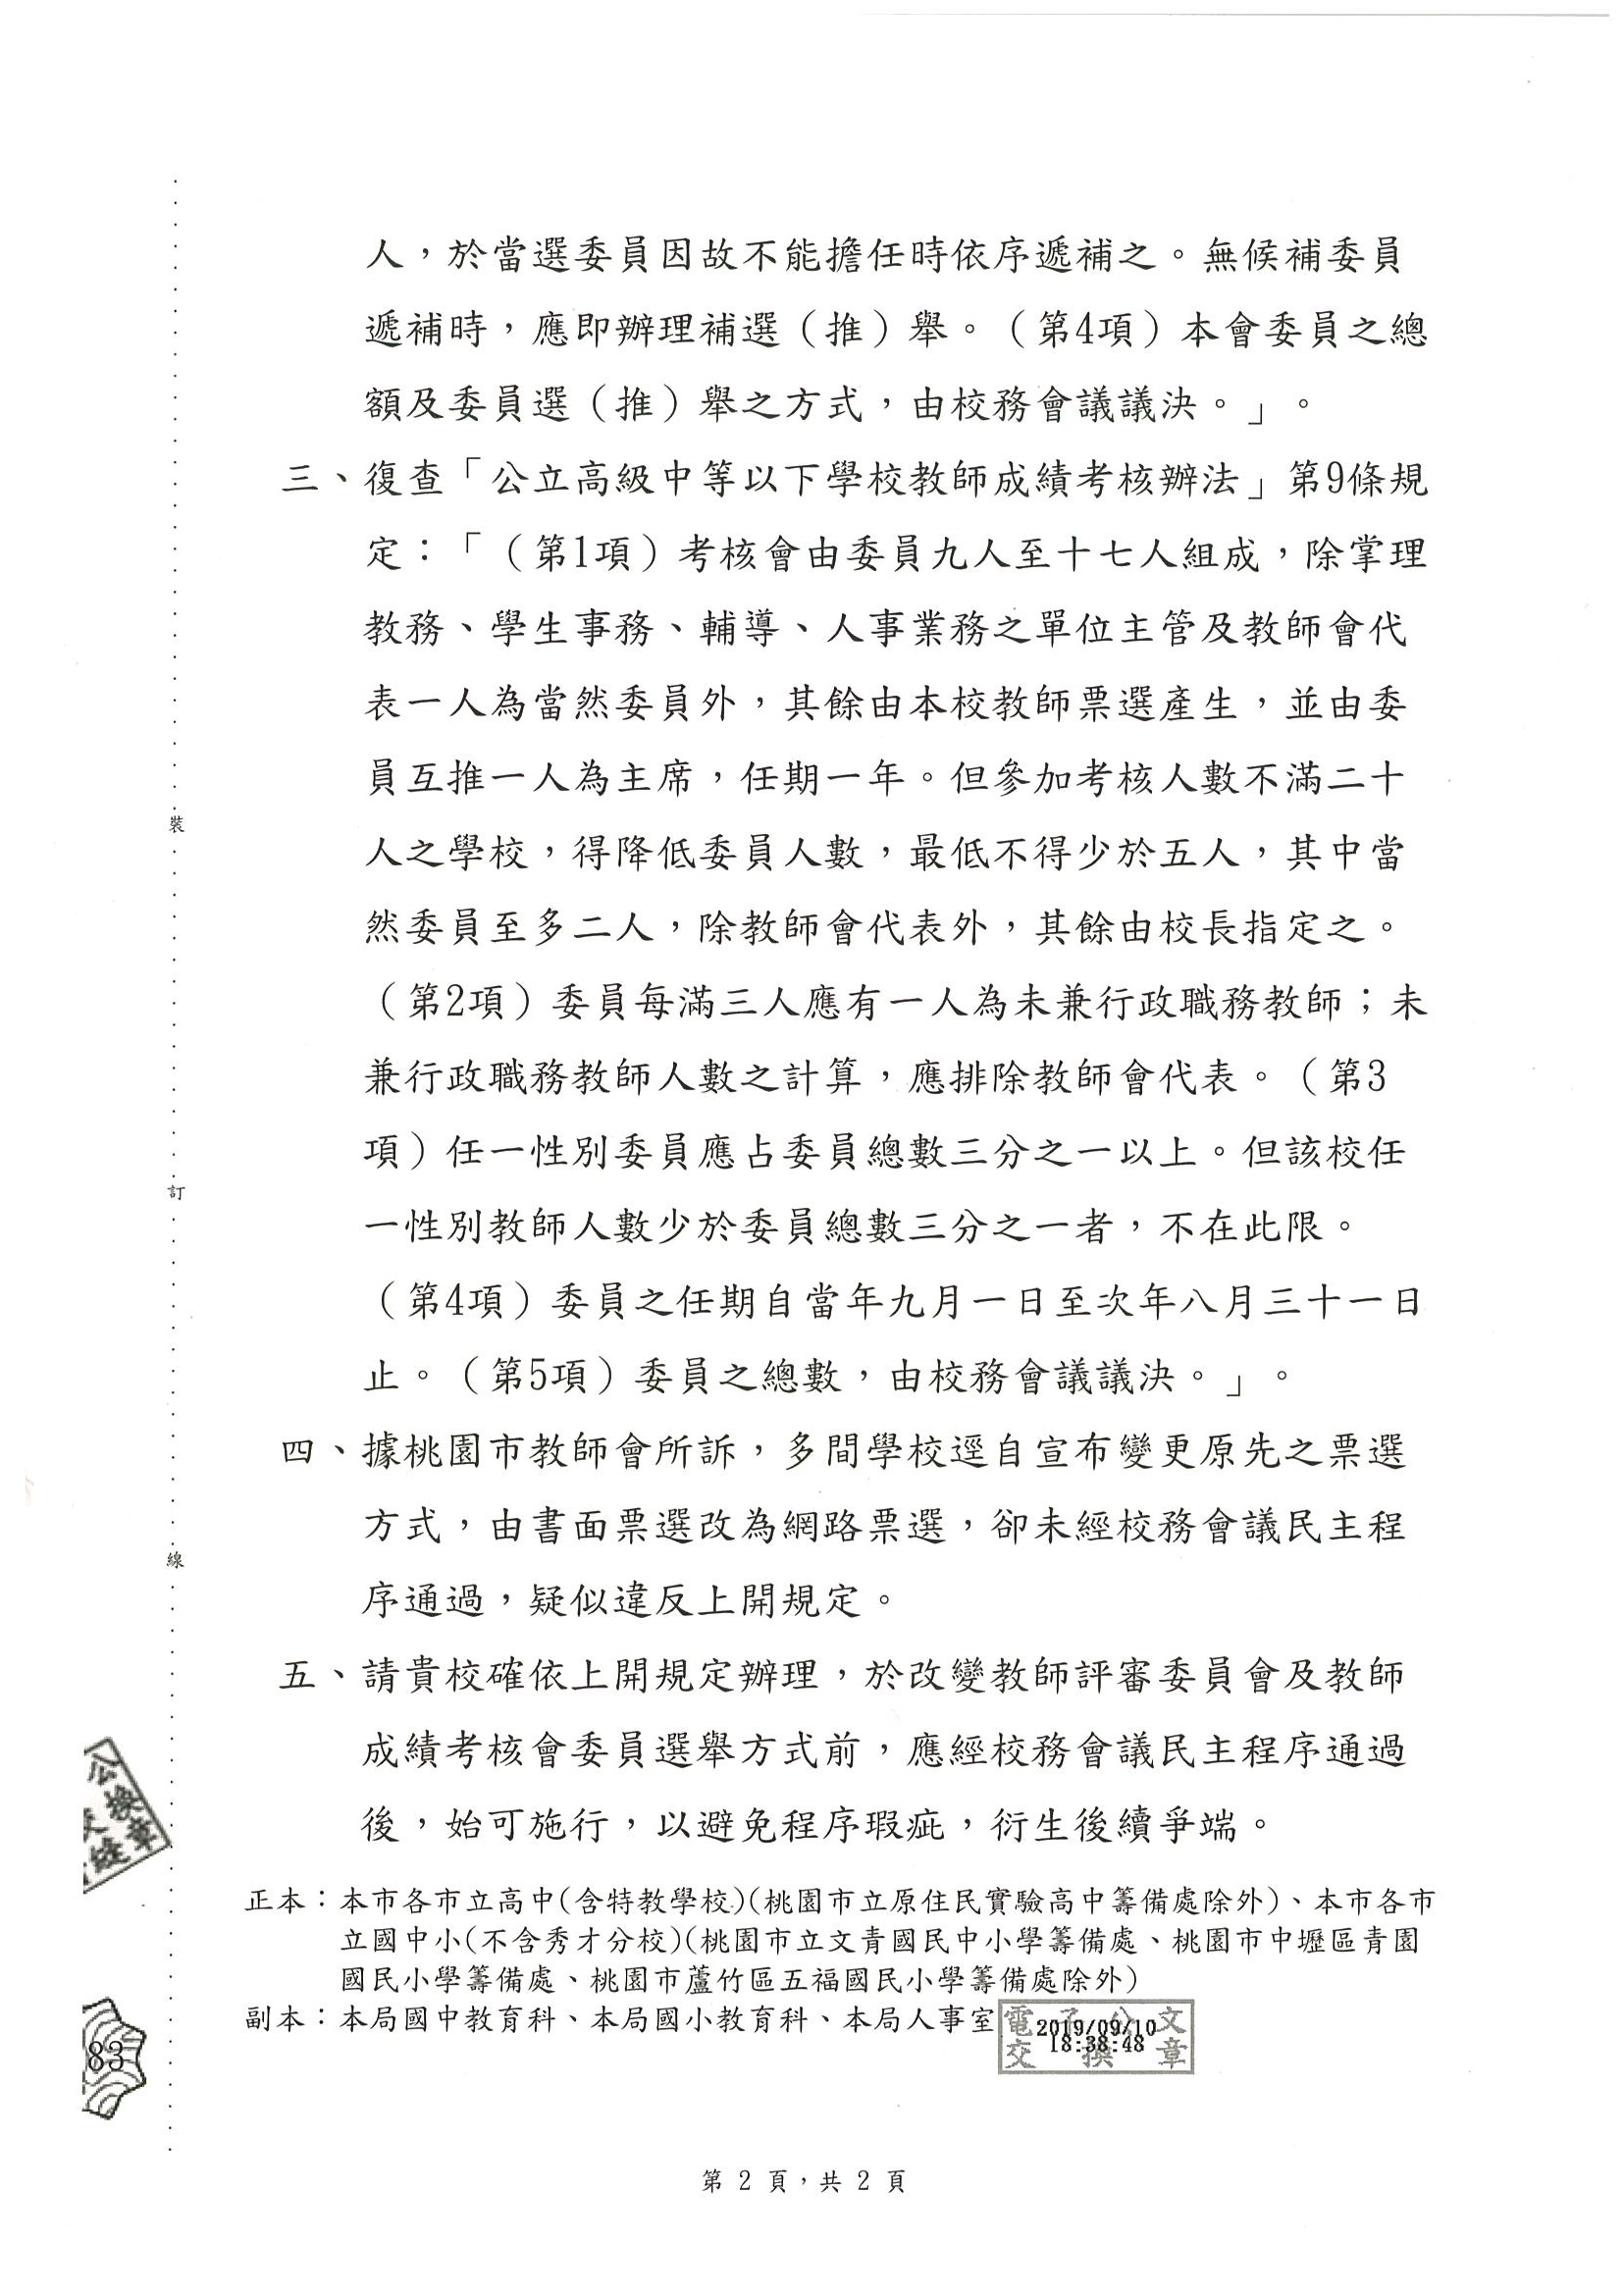 人，於當選委員因故不能擔任時依序遞補之。無候補委員
遞補時，應即辦理補選（推）舉。（第4項）本會委員之總
額及委員選（推）舉之方式，由校務會議議決。」。
三、復查「公立高級中等以下學校教師成績考核辦法」第9條規
定：「（第1項）考核會由委員九人至十七人組成，除掌理
教務、學生事務、輔導、人事業務之單位主管及教師會代
表一人為當然委員外，其餘由本校教師票選產生，並由委
員互推一人為主席，任期一年。但參加考核人數不滿二十
人之學校，得降低委員人數，最低不得少於五人，其中當
然委員至多二人，除教師會代表外，其餘由校長指定之。
（第2項）委員每滿三人應有一人為未兼行政職務教師；未
兼行政職務教師人數之計算，應排除教師會代表。（第3
項）任一性別委員應占委員總數三分之一以上。但該校任
一性別教師人數少於委員總數三分之一者，不在此限。
（第4項）委員之任期自當年九月一日至次年八月三十一日
止。（第5項）委員之總數，由校務會議議決。」。
四、據桃園市教師會所訴，多間學校逕自宣布變更原先之票選
方式，由書面票選改為網路票選，卻未經校務會議民主程
序通過，疑似違反上開規定。
五、請貴校確依上開規定辦理，於改變教師評審委員會及教師
成績考核會委員選舉方式前，應經校務會議民主程序通過
後，始可施行，以避免程序瑕疵，衍生後續爭端。
正本：本市各市立高中(含特教學校)(桃園市立原住民實驗高中籌備處除外)、本市各市
立國中小(不含秀才分校)(桃園市立文青國民中小學籌備處、桃園市中壢區青園
國民小學籌備處、桃園市蘆竹區五福國民小學籌備處除外)
副本：本局國中教育科、本局國小教育科、本局人事室
電子公文
2019/09/10
18:38:48
交換章
裝
訂
線
公
換
縫章
83
第 2 頁，共 2 頁